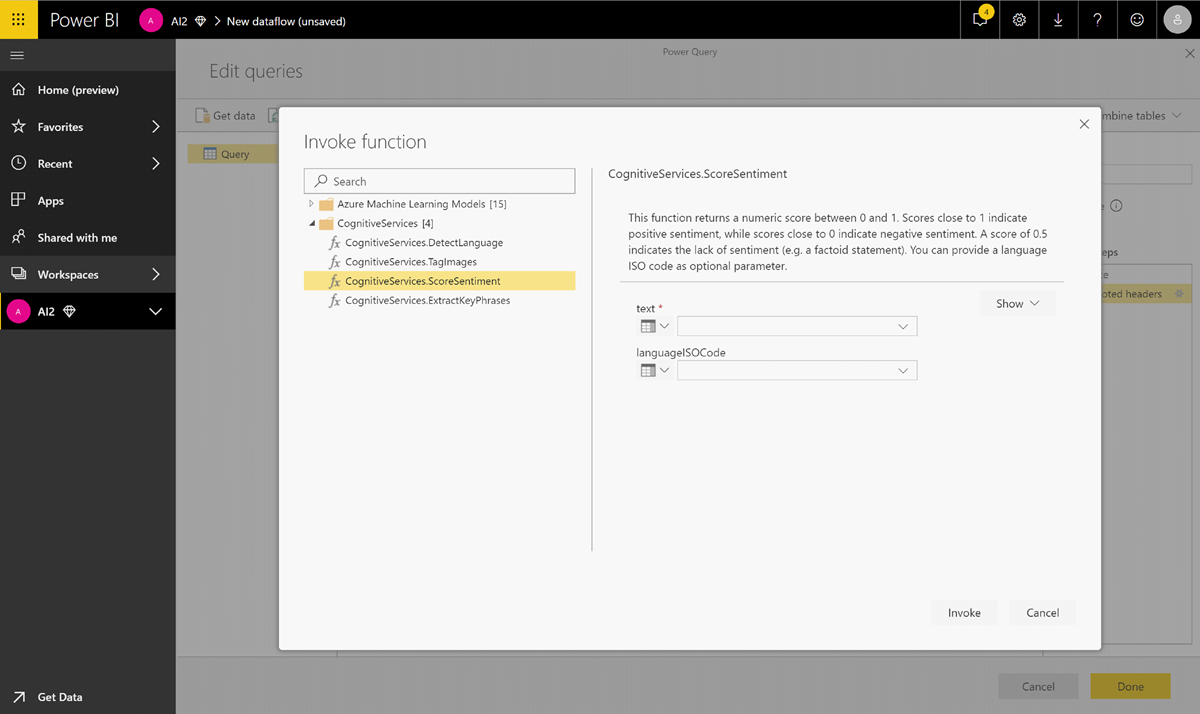 Power BI
A
AI2
New dataflow (unsaved)
4
Power Query
Home (preview)
Favorites
Recent
Apps
Shared with me
Workspaces
A
AI2
Get Data
Edit queries
Get data
mbine tables
Query
Invoke function
Search
Azure Machine Learning Models [15]
CognitiveServices [4]
fx CognitiveServices.DetectLanguage
fx CognitiveServices.TagImages
fx CognitiveServices.ScoreSentiment
fx CognitiveServices.ExtractKeyPhrases
CognitiveServices.ScoreSentiment
This function returns a numeric score between 0 and 1. Scores close to 1 indicate
positive sentiment, while scores close to 0 indicate negative sentiment. A score of 0.5
indicates the lack of sentiment (e.g. a factoid statement). You can provide a language
ISO code as optional parameter.
Show
text *
languageISOCode
Invoke
Cancel
eps
oted headers
Cancel
Done